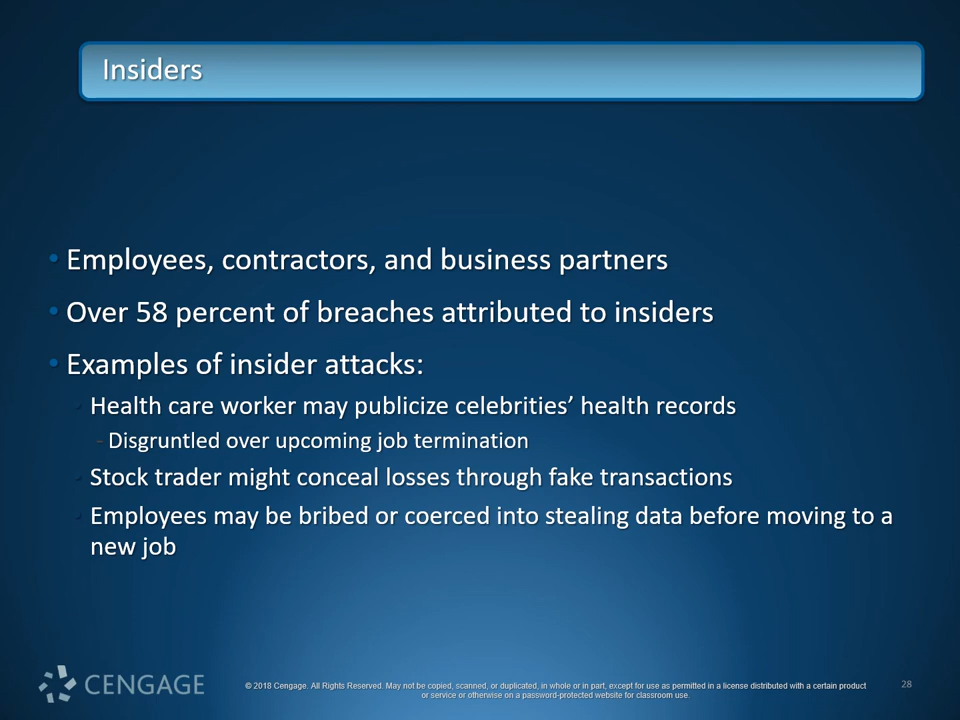 Insiders
• Employees, contractors, and business partners
• Over 58 percent of breaches attributed to insiders
• Examples of insider attacks:
• Health care worker may publicize celebrities’ health records
- Disgruntled over upcoming job termination
• Stock trader might conceal losses through fake transactions
• Employees may be bribed or coerced into stealing data before moving to a
new job
CENGAGE
© 2018 Cengage. All Rights Reserved. May not be copied, scanned, or duplicated, in whole or in part, except for use as permitted in a license distributed with a certain product
or service or otherwise on a password-protected website for classroom use.
28